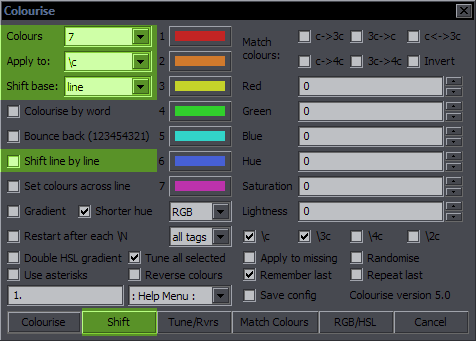 Colourise
Colours 7 1 Match colours: c->3c 3c->c c<->3c
Apply to: \c 2 c->4c 3c->4c Invert
Shift base: line 3 Red 0
Colourise by word 4 Green 0
Bounce back (123454321) 5 Blue 0
Shift line by line 6 Hue 0
Set colours across line 7 Saturation 0
Gradient Shorter hue RGB Lightness 0
Restart after each \N all tags \c \3c \4c \2c
Double HSL gradient Tune all selected Apply to missing Randomise
Use asterisks Reverse colours Remember last Repeat last
1. : Help Menu : Save config Colourise version 5.0
Colourise Shift Tune/Rvrs Match Colours RGB/HSL Cancel